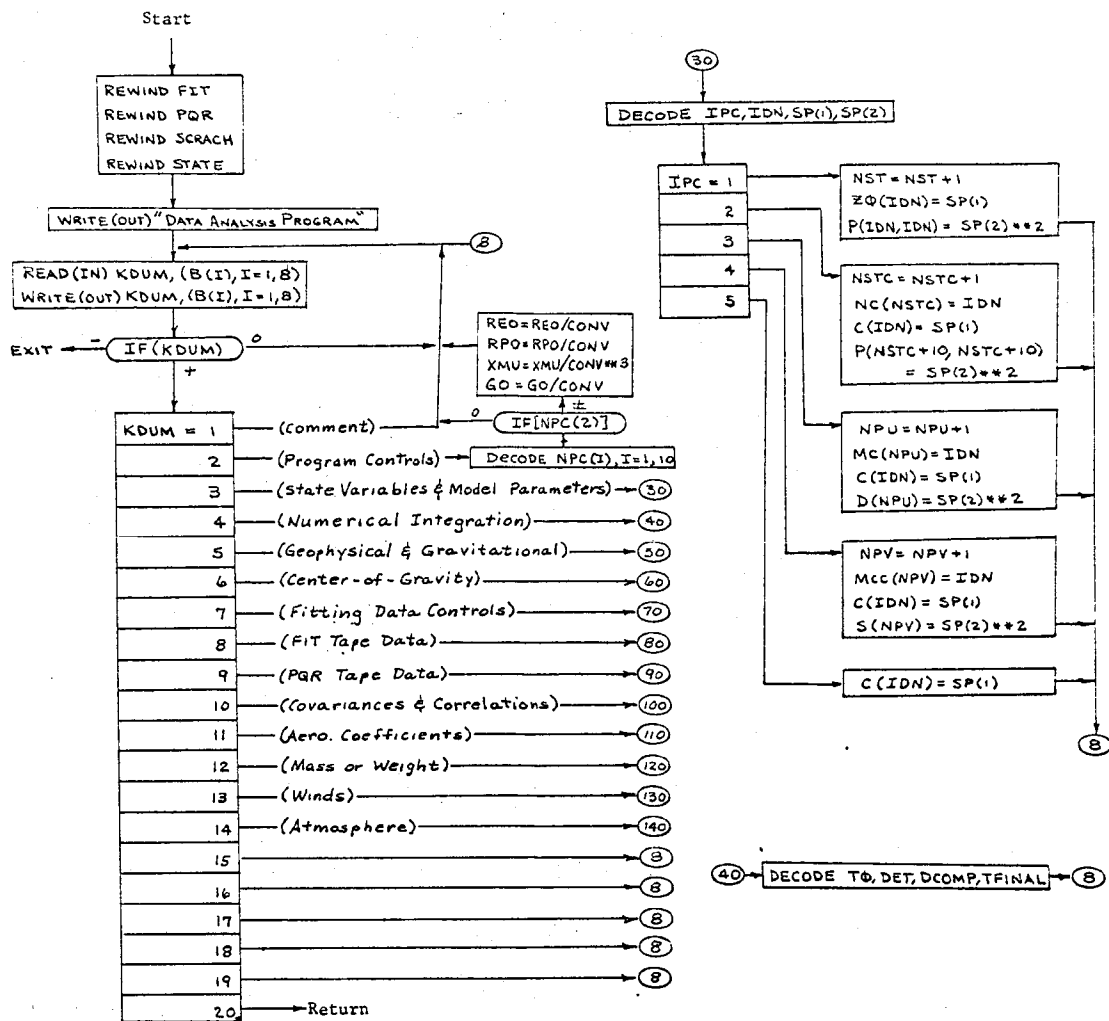 Start
REWIND FIT
REWIND PQR
REWIND SCRACH
REWIND STATE
WRITE(OUT)"DATA ANALYSIS PROGRAM"
8
READ(IN) KDUM, (B(I), I=1,8)
WRITE(OUT) KDUM, (B(I), I=1,8)
EXIT
-
IF(KDUM)
0
+
REO=REO/CONV
RPO=RPO/CONV
XMU=XMU/CONV**3
GO=GO/CONV
±
0
IF[NPC(2)]
DECODE NPC(I), I=1,10
KDUM = 1 (Comment)
2 (Program Controls)
3 (State Variables & Model Parameters) 30
4 (Numerical Integration) 40
5 (Geophysical & Gravitational) 50
6 (Center-of-Gravity) 60
7 (Fitting Data Controls) 70
8 (FIT Tape Data) 80
9 (PQR Tape Data) 90
10 (Covariances & Correlations) 100
11 (Aero. Coefficients) 110
12 (Mass or Weight) 120
13 (Winds) 130
14 (Atmosphere) 140
15 8
16 8
17 8
18 8
19 8
20 Return
30
DECODE IPC, IDN, SP(1), SP(2)
IPC = 1
2
3
4
5
NST = NST+1
ZΦ(IDN)=SP(1)
P(IDN,IDN) = SP(2)**2
NSTC = NSTC+1
NC(NSTC)=IDN
C(IDN)=SP(1)
P(NSTC+10, NSTC+10)
= SP(2)**2
NPU=NPU+1
MC(NPU)=IDN
C(IDN)=SP(1)
D(NPU)=SP(2)**2
NPV=NPV+1
MCC(NPV)=IDN
C(IDN)=SP(1)
S(NPV)=SP(2)**2
C(IDN)=SP(1)
8
40 DECODE TΦ, DET, DCOMP, TFINAL 8